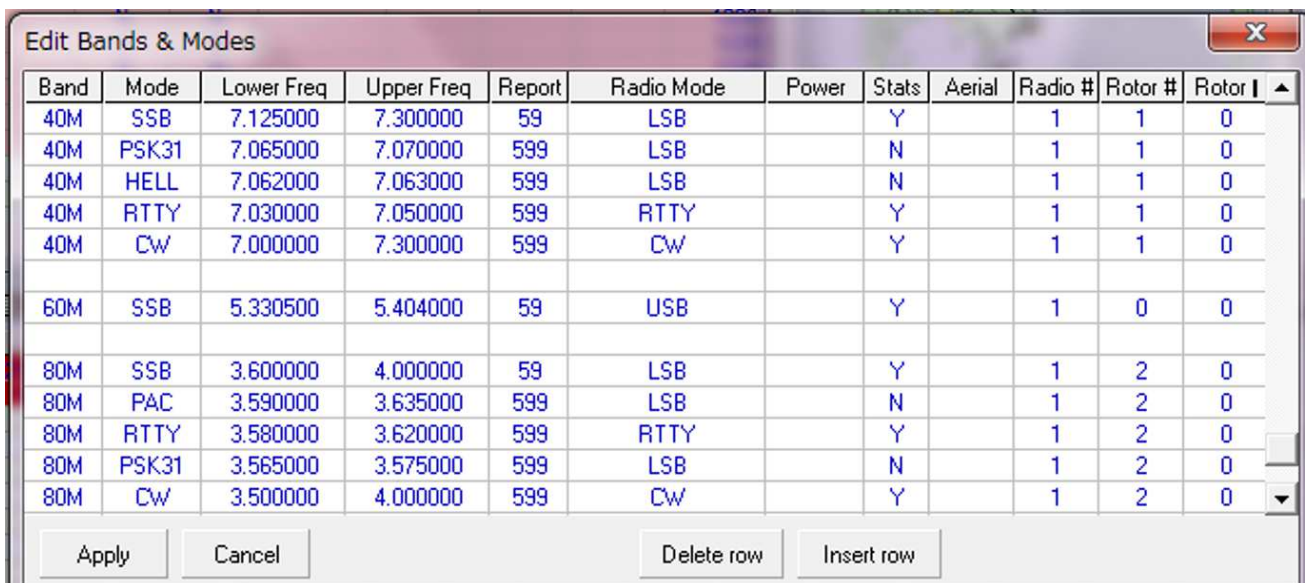 Edit Bands & Modes
Band Mode Lower Freq Upper Freq Report Radio Mode Power Stats Aerial Radio # Rotor # Rotor
40M SSB 7.125000 7.300000 59 LSB Y 1 1 0
40M PSK31 7.065000 7.070000 599 LSB N 1 1 0
40M HELL 7.062000 7.063000 599 LSB N 1 1 0
40M RTTY 7.030000 7.050000 599 RTTY Y 1 1 0
40M CW 7.000000 7.300000 599 CW Y 1 1 0
60M SSB 5.330500 5.404000 59 USB Y 1 0 0
80M SSB 3.600000 4.000000 59 LSB Y 1 2 0
80M PAC 3.590000 3.635000 599 LSB N 1 2 0
80M RTTY 3.580000 3.620000 599 RTTY Y 1 2 0
80M PSK31 3.565000 3.575000 599 LSB N 1 2 0
80M CW 3.500000 4.000000 599 CW Y 1 2 0
Apply Cancel Delete row Insert row